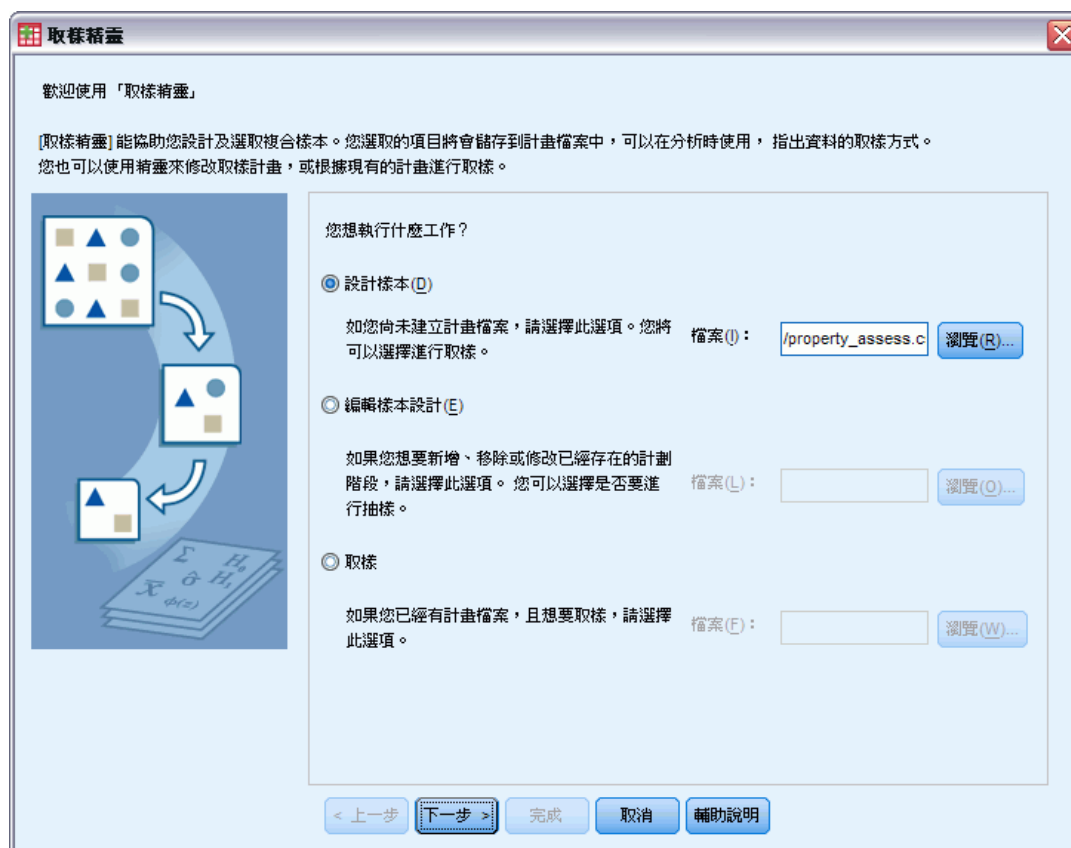 取樣精靈
歡迎使用「取樣精靈」
[取樣精靈] 能協助您設計及選取複合樣本。您選取的項目將會儲存到計畫檔案中，可以在分析時使用， 指出資料的取樣方式。
您也可以使用精靈來修改取樣計畫，或根據現有的計畫進行取樣。
您想執行什麼工作？
設計樣本(D)
如您尚未建立計畫檔案，請選擇此選項。您將
可以選擇進行取樣。
檔案(I)：
/property_assess.c
瀏覽(R)...
編輯樣本設計(E)
如果您想要新增、移除或修改已經存在的計劃
階段，請選擇此選項。 您可以選擇是否要進
行抽樣。
檔案(L)：
瀏覽(O)...
取樣
如果您已經有計畫檔案，且想要取樣，請選擇
此選項。
檔案(F)：
瀏覽(W)...
Σ H0
X̅ σ̂ H1
ϕ(z)
< 上一步
下一步 >
完成
取消
輔助說明